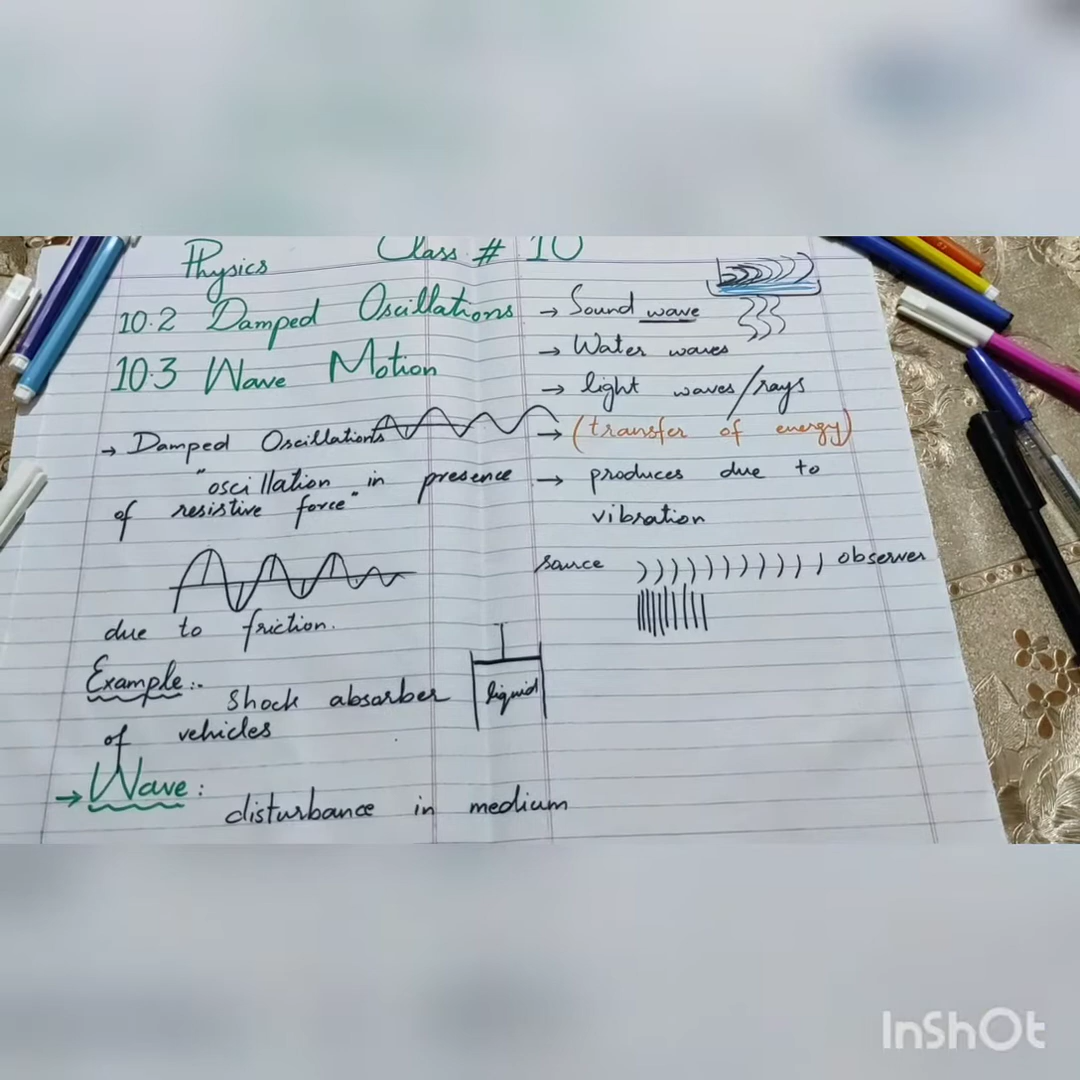 Physics Class # 10
10.2 Damped Oscillations
10.3 Wave Motion
→ Damped Oscillations
"oscillation in presence
of resistive force"
due to friction.
Example:-
Shock absorber
of vehicles
liquid
→ Wave:
disturbance in medium
→ Sound wave
→ Water waves
→ light waves/rays
→ (transfer of energy)
→ produces due to
vibration
saurce ))))))))))) observer
InShOt